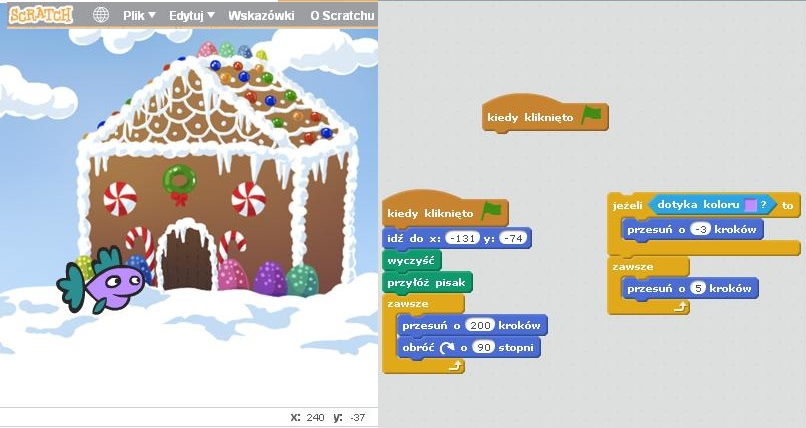 SCRATCH Plik ▼ Edytuj ▼ Wskazówki O Scratchu
x: 240 y: -37
kiedy kliknięto
kiedy kliknięto
idź do x: -131 y: -74
wyczyść
przyłóż pisak
zawsze
przesuń o 200 kroków
obróć o 90 stopni
jeżeli dotyka koloru ? to
przesuń o -3 kroków
zawsze
przesuń o 5 kroków